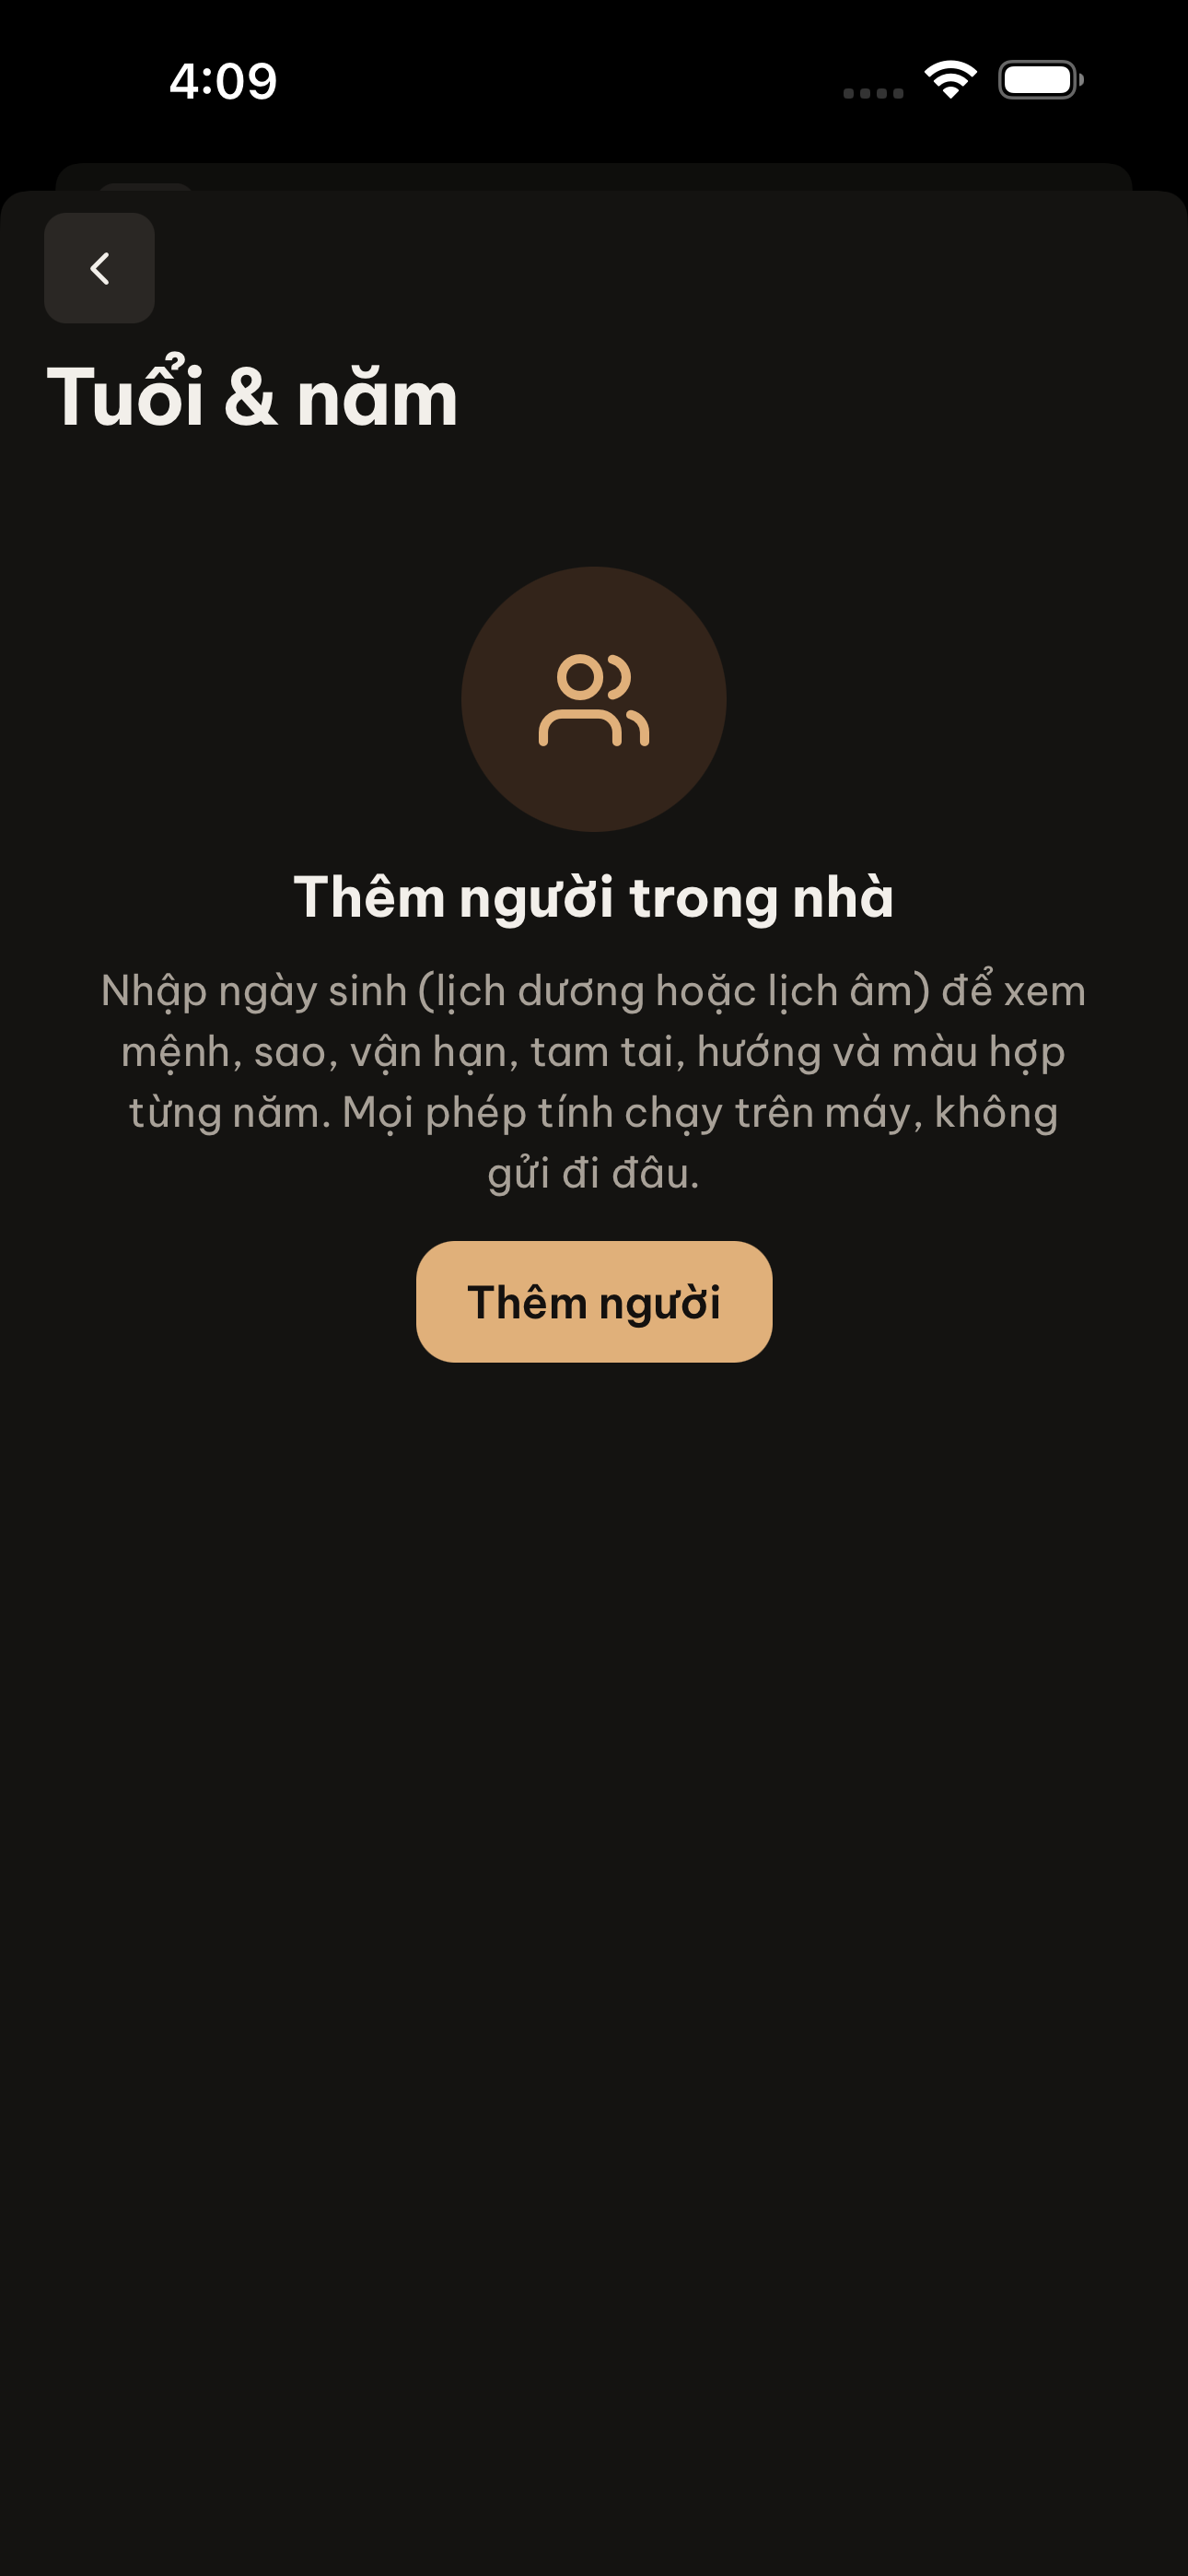 4:09
Tuổi & năm
Thêm người trong nhà
Nhập ngày sinh (lịch dương hoặc lịch âm) để xem
mệnh, sao, vận hạn, tam tai, hướng và màu hợp
từng năm. Mọi phép tính chạy trên máy, không
gửi đi đâu.
Thêm người